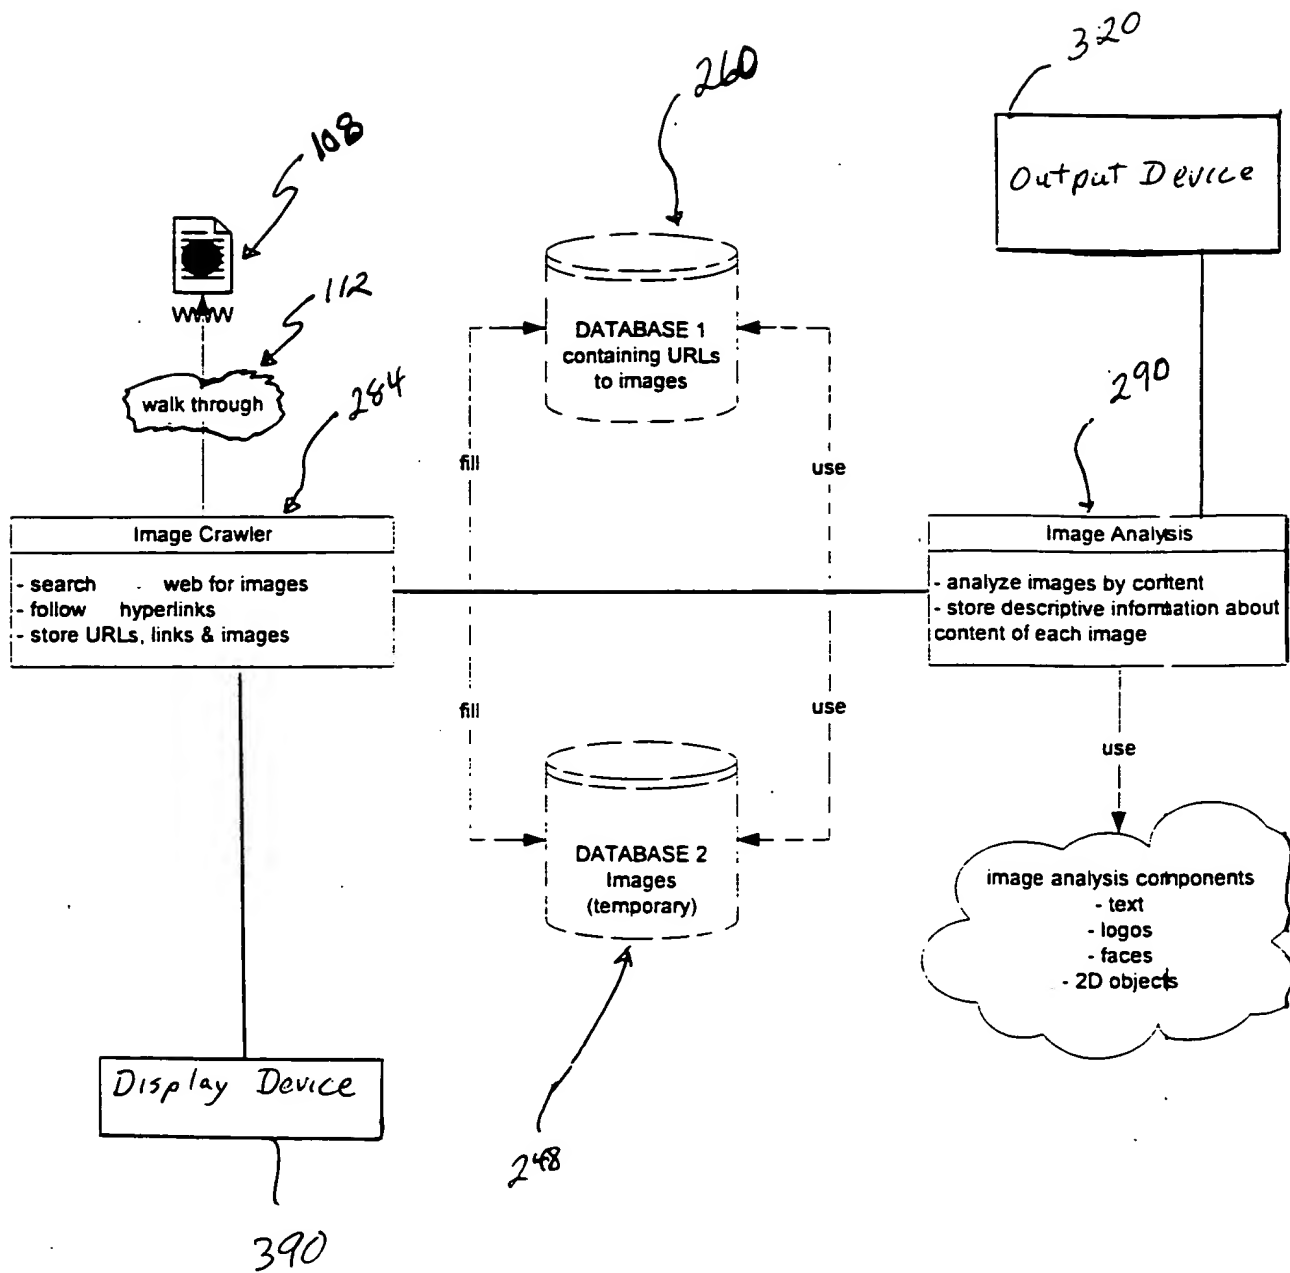 320
260
108
Output Device
112
WWW
DATABASE 1
containing URLs
to images
walk through
284
290
fill
use
Image Crawler
- search web for images
- follow hyperlinks
- store URLs, links & images
Image Analysis
- analyze images by content
- store descriptive information about
content of each image
fill
use
use
DATABASE 2
Images
(temporary)
image analysis components
- text
- logos
- faces
- 2D objects
Display Device
248
390